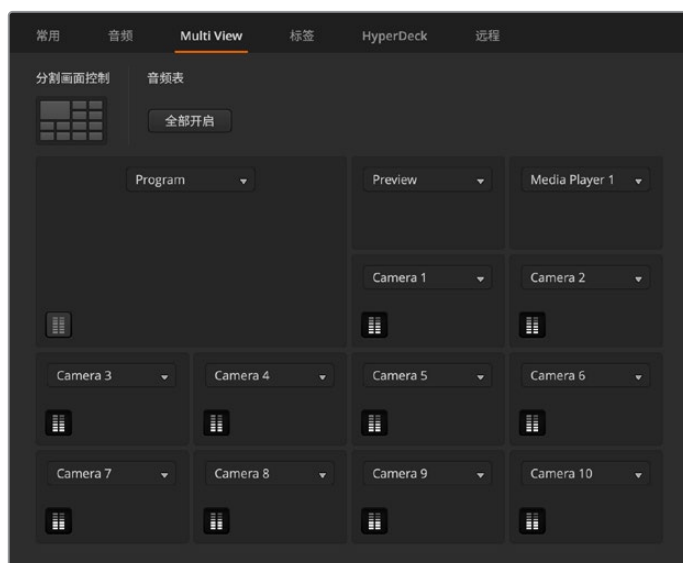 常用 音频 Multi View 标签 HyperDeck 远程
分割画面控制 音频表
全部开启
Program Preview Media Player 1
Camera 1 Camera 2
Camera 3 Camera 4 Camera 5 Camera 6
Camera 7 Camera 8 Camera 9 Camera 10